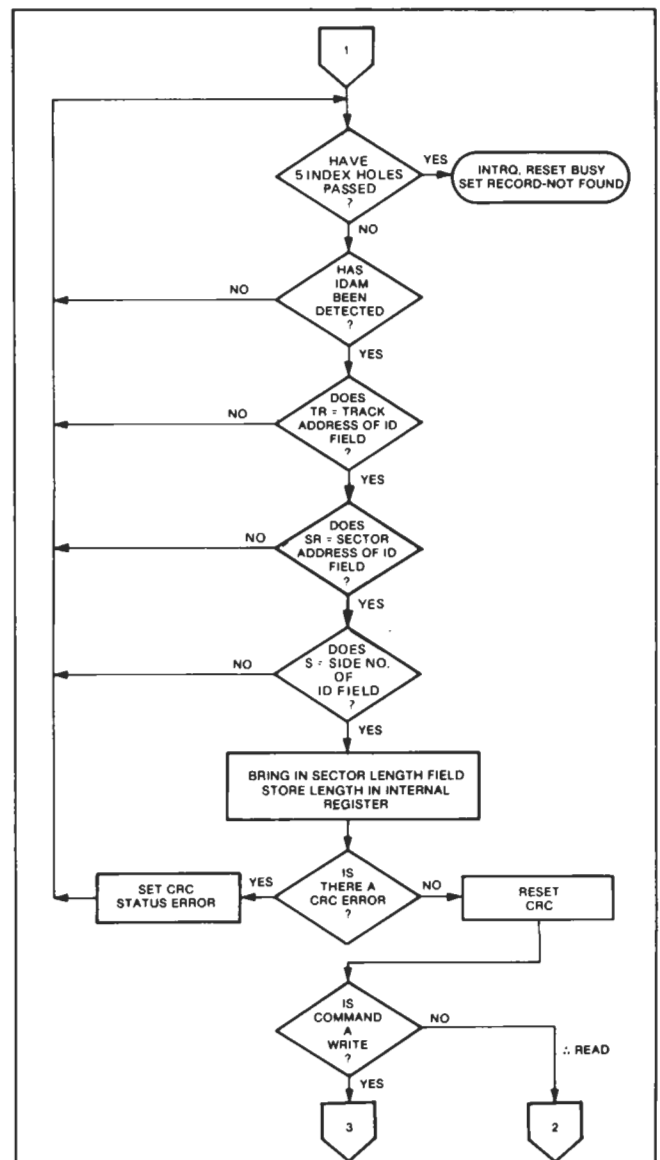 1
HAVE
5 INDEX HOLES
PASSED
?
YES
INTRQ, RESET BUSY
SET RECORD-NOT FOUND
NO
HAS
IDAM
BEEN
DETECTED
?
NO
YES
DOES
TR = TRACK
ADDRESS OF ID
FIELD
?
NO
YES
DOES
SR = SECTOR
ADDRESS OF ID
FIELD
?
NO
YES
DOES
S = SIDE NO.
OF
ID FIELD
?
NO
YES
BRING IN SECTOR LENGTH FIELD
STORE LENGTH IN INTERNAL
REGISTER
IS
THERE A
CRC ERROR
?
YES
SET CRC
STATUS ERROR
NO
RESET
CRC
IS
COMMAND
A
WRITE
?
NO
∴ READ
YES
3
2